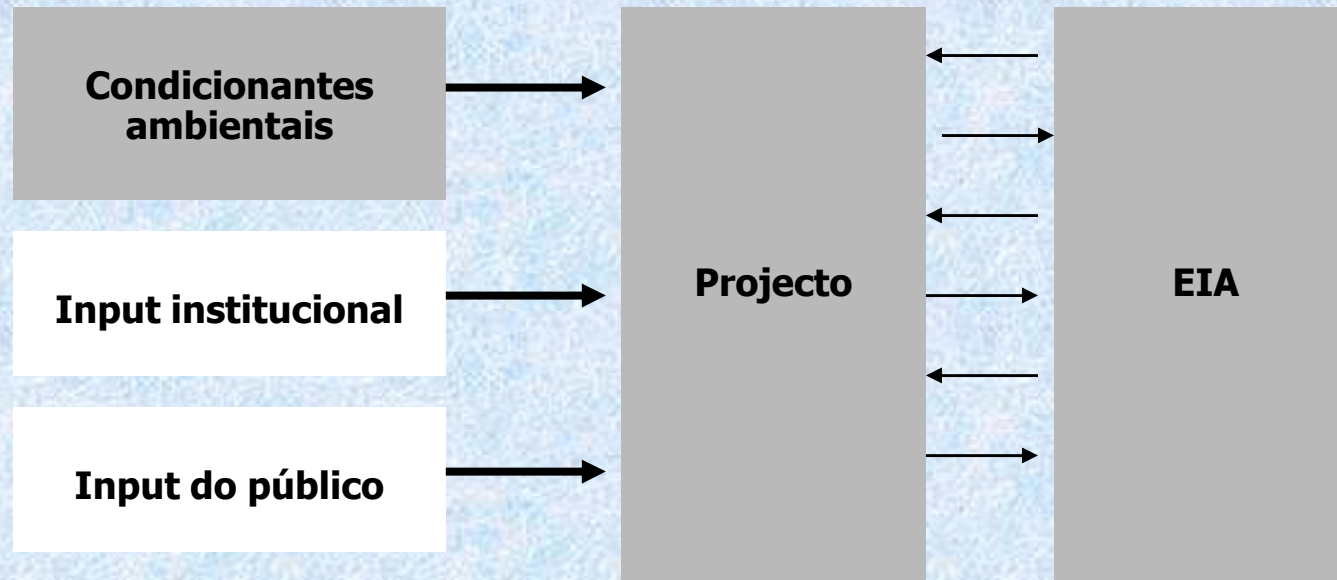 Condicionantes
ambientais
Input institucional
Input do público
Projecto
EIA